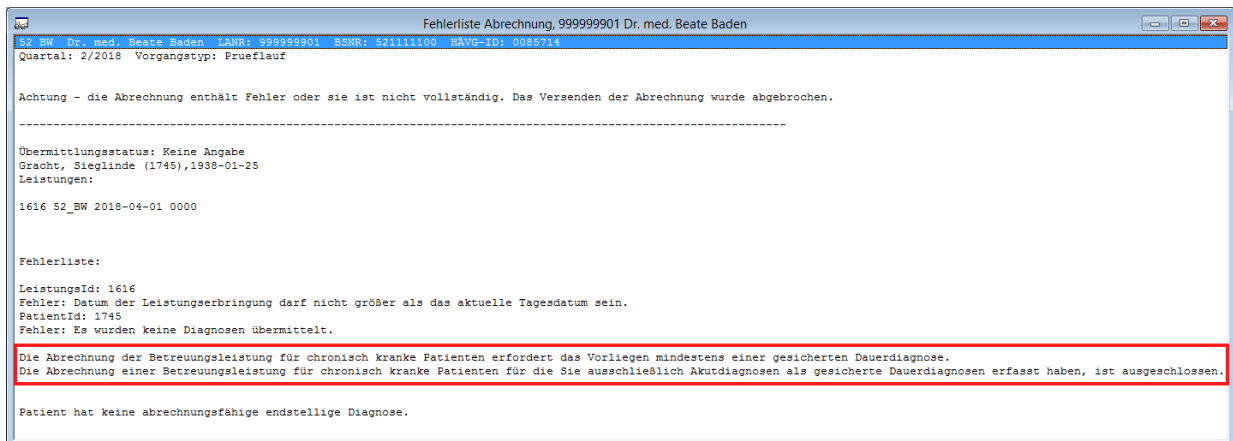 Fehlerliste Abrechnung, 999999901 Dr. med. Beate Baden
52 BW Dr. med. Beate Baden LANR: 999999901 BSNR: 521111100 HÄVG-ID: 0085714
Quartal: 2/2018 Vorgangstyp: Prueflauf
Achtung - die Abrechnung enthält Fehler oder sie ist nicht vollständig. Das Versenden der Abrechnung wurde abgebrochen.
Übermittlungsstatus: Keine Angabe
Gracht, Sieglinde (1745),1938-01-25
Leistungen:
1616 52_BW 2018-04-01 0000
Fehlerliste:
LeistungsId: 1616
Fehler: Datum der Leistungserbringung darf nicht größer als das aktuelle Tagesdatum sein.
PatientId: 1745
Fehler: Es wurden keine Diagnosen übermittelt.
Die Abrechnung der Betreuungsleistung für chronisch kranke Patienten erfordert das Vorliegen mindestens einer gesicherten Dauerdiagnose.
Die Abrechnung einer Betreuungsleistung für chronisch kranke Patienten für die Sie ausschließlich Akutdiagnosen als gesicherte Dauerdiagnosen erfasst haben, ist ausgeschlossen.
Patient hat keine abrechnungsfähige endstellige Diagnose.